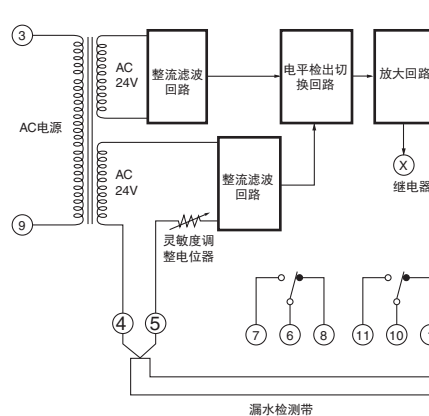 ③
AC
24V
整流滤波
回路
电平检出切
换回路
放大回路
AC电源
AC
24V
整流滤波
回路
X
继电器
⑨
灵敏度调
整电位器
④ ⑤
⑦ ⑥ ⑧ ⑪ ⑩
漏水检测带